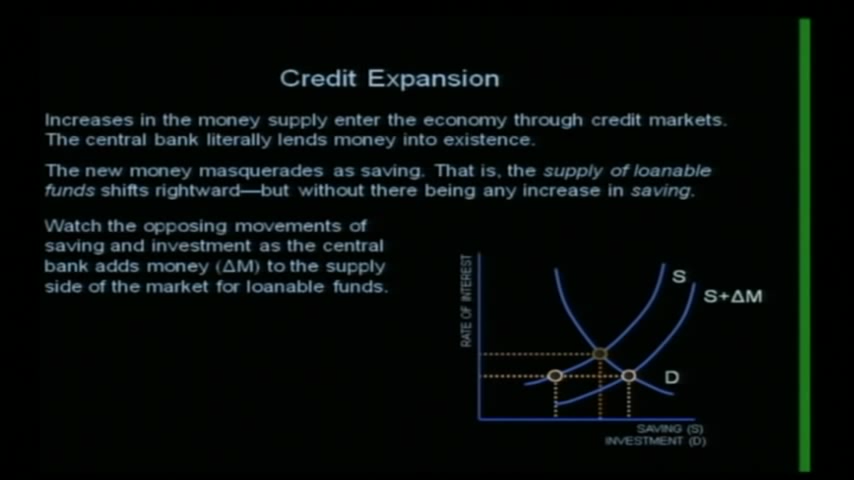 Credit Expansion
Increases in the money supply enter the economy through credit markets.
The central bank literally lends money into existence.
The new money masquerades as saving. That is, the supply of loanable
funds shifts rightward—but without there being any increase in saving.
Watch the opposing movements of
saving and investment as the central
bank adds money (ΔM) to the supply
side of the market for loanable funds.
RATE OF INTEREST
S
S+ΔM
D
SAVING (S)
INVESTMENT (D)